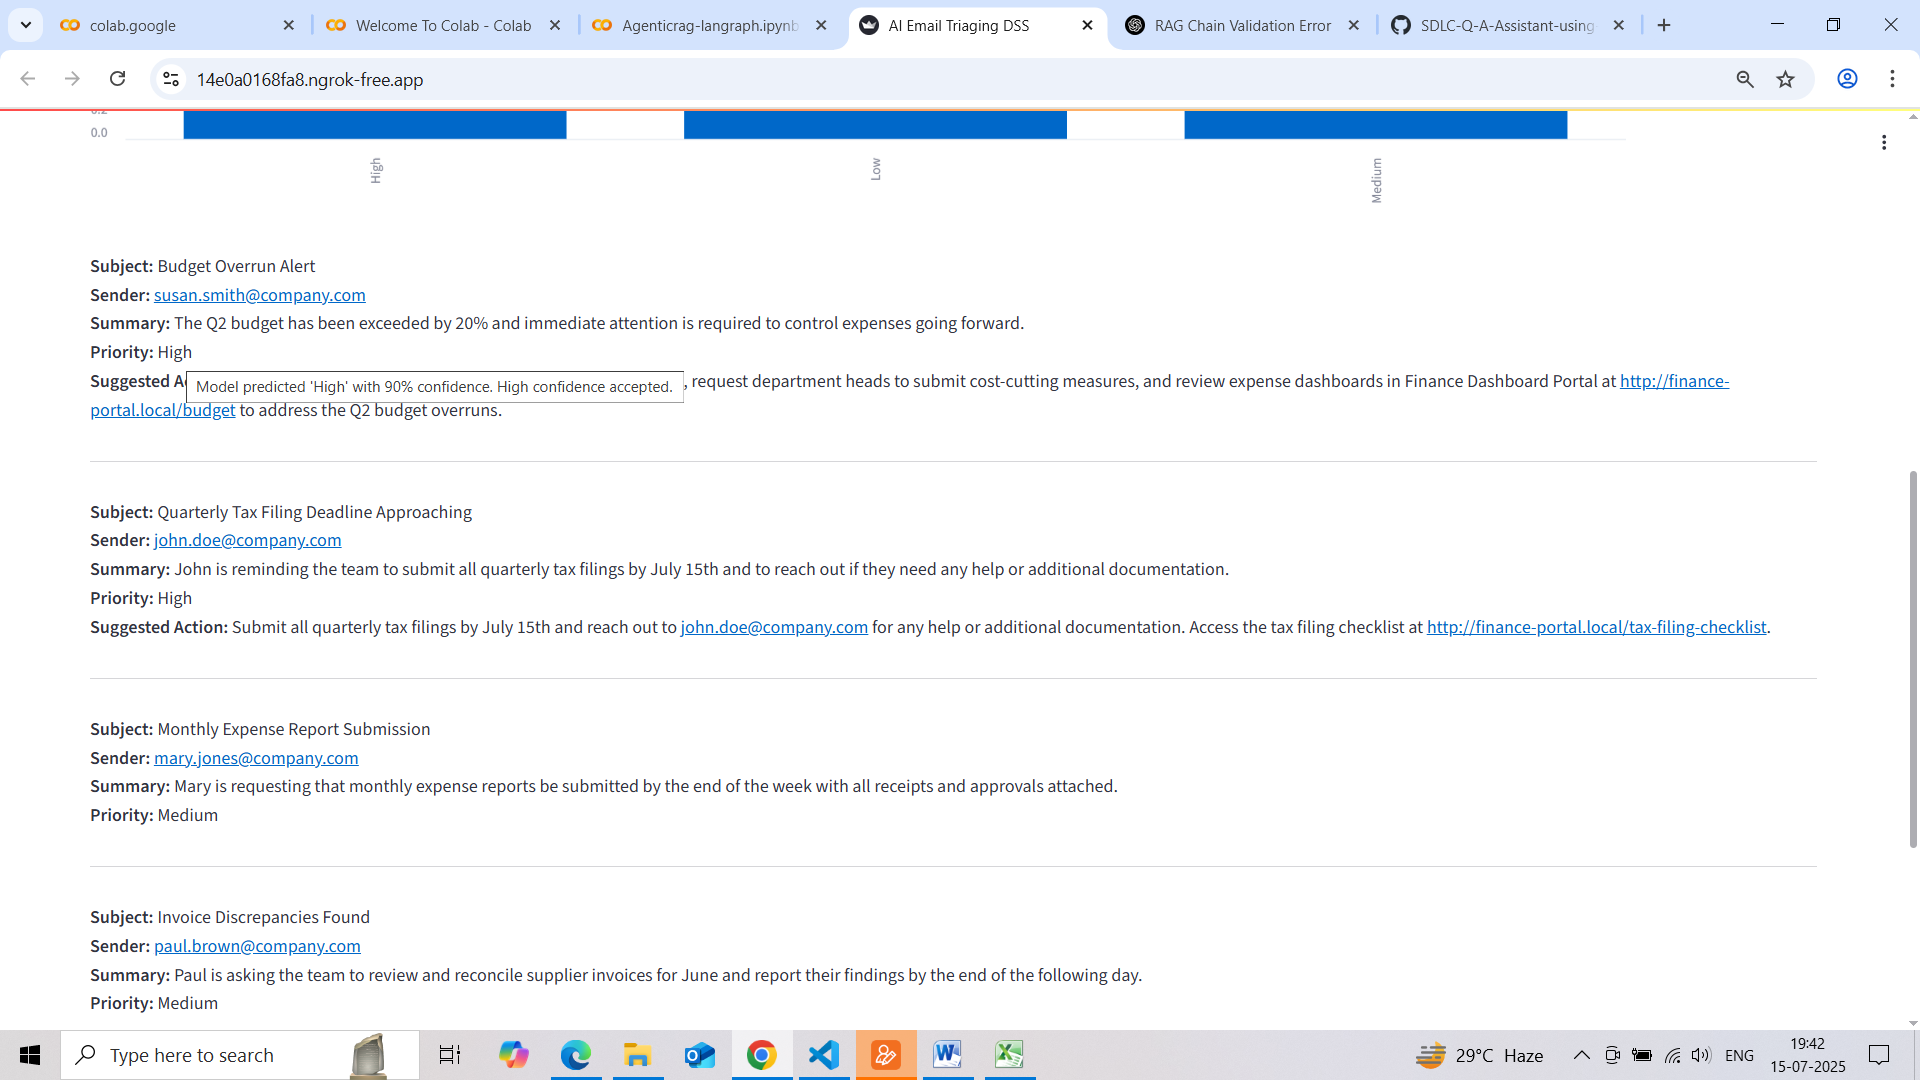 colab.google
Welcome To Colab - Colab
Agenticrag-langraph.ipynb
AI Email Triaging DSS
RAG Chain Validation Error
SDLC-Q-A-Assistant-using
14e0a0168fa8.ngrok-free.app
0.2
0.0
High
Low
Medium
Subject: Budget Overrun Alert
Sender: susan.smith@company.com
Summary: The Q2 budget has been exceeded by 20% and immediate attention is required to control expenses going forward.
Priority: High
Suggested A
Model predicted 'High' with 90% confidence. High confidence accepted.
, request department heads to submit cost-cutting measures, and review expense dashboards in Finance Dashboard Portal at http://finance-
portal.local/budget to address the Q2 budget overruns.
Subject: Quarterly Tax Filing Deadline Approaching
Sender: john.doe@company.com
Summary: John is reminding the team to submit all quarterly tax filings by July 15th and to reach out if they need any help or additional documentation.
Priority: High
Suggested Action: Submit all quarterly tax filings by July 15th and reach out to john.doe@company.com for any help or additional documentation. Access the tax filing checklist at http://finance-portal.local/tax-filing-checklist.
Subject: Monthly Expense Report Submission
Sender: mary.jones@company.com
Summary: Mary is requesting that monthly expense reports be submitted by the end of the week with all receipts and approvals attached.
Priority: Medium
Subject: Invoice Discrepancies Found
Sender: paul.brown@company.com
Summary: Paul is asking the team to review and reconcile supplier invoices for June and report their findings by the end of the following day.
Priority: Medium
Type here to search
29°C Haze
ENG
19:42
15-07-2025